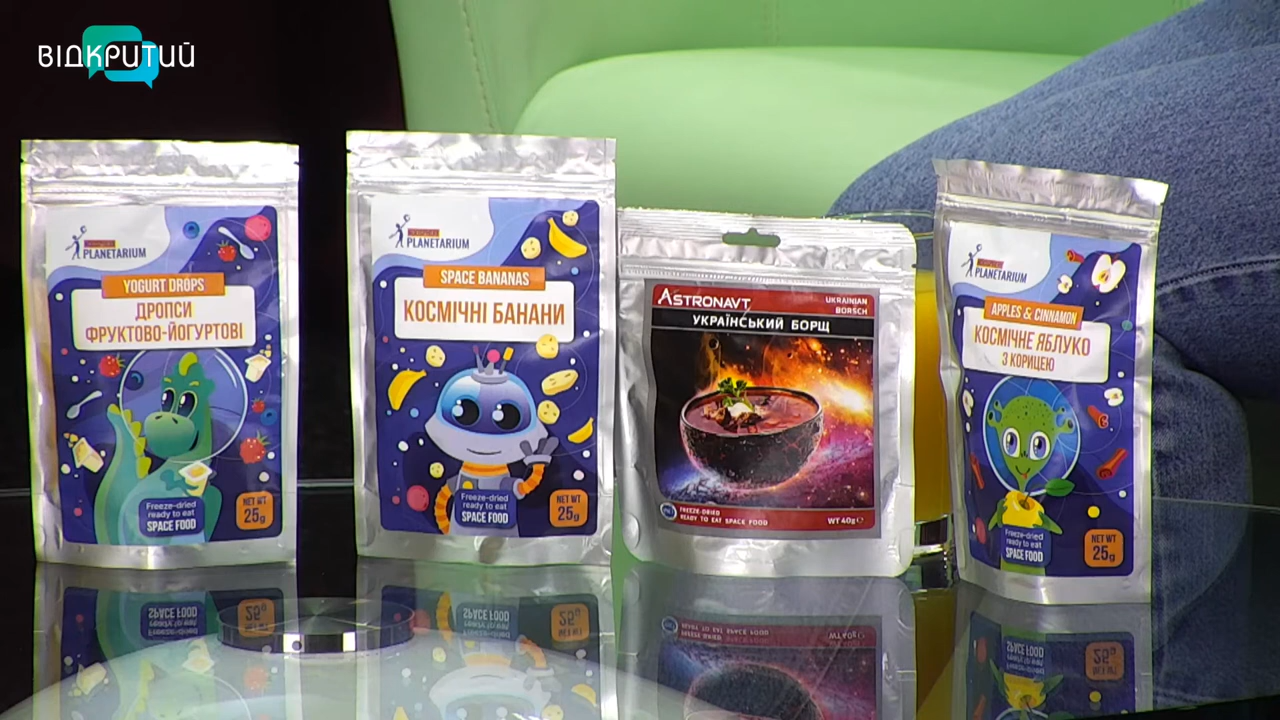 ВІДКРИТИЙ
PLANETARIUM
YOGURT DROPS
ДРОПСИ
ФРУКТОВО-ЙОГУРТОВІ
Freeze-dried
ready to eat
SPACE FOOD
NET WT
25g
PLANETARIUM
SPACE BANANAS
КОСМІЧНІ БАНАНИ
Freeze-dried
ready to eat
SPACE FOOD
NET WT
25g
ASTRONAVT
UKRAINIAN
BORSCH
УКРАЇНСЬКИЙ БОРЩ
FREEZE-DRIED
READY TO EAT SPACE FOOD
WT 40g
PLANETARIUM
APPLES & CINNAMON
КОСМІЧНЕ ЯБЛУКО
З КОРИЦЕЮ
Freeze-dried
ready to eat
SPACE FOOD
NET WT
25g